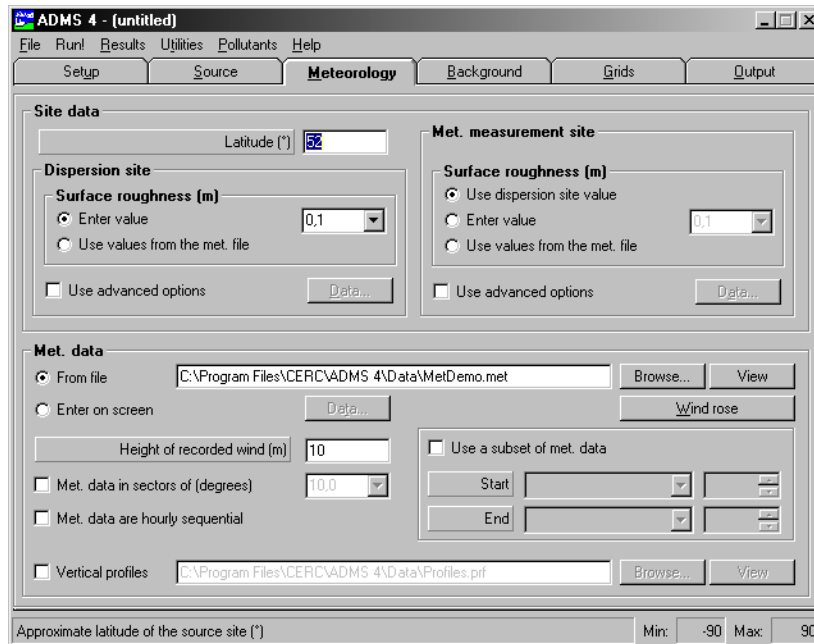 ADMS 4 - (untitled)
File Run! Results Utilities Pollutants Help
Setup Source Meteorology Background Grids Output
Site data
Latitude (°) 52
Dispersion site
Surface roughness (m)
Enter value 0,1
Use values from the met. file
Use advanced options Data...
Met. measurement site
Surface roughness (m)
Use dispersion site value
Enter value 0,1
Use values from the met. file
Use advanced options Data...
Met. data
From file C:\Program Files\CERC\ADMS 4\Data\MetDemo.met Browse... View
Enter on screen Data... Wind rose
Height of recorded wind (m) 10
Met. data in sectors of (degrees) 10,0
Met. data are hourly sequential
Use a subset of met. data
Start
End
Vertical profiles C:\Program Files\CERC\ADMS 4\Data\Profiles.prf Browse... View
Approximate latitude of the source site (°) Min: -90 Max: 90